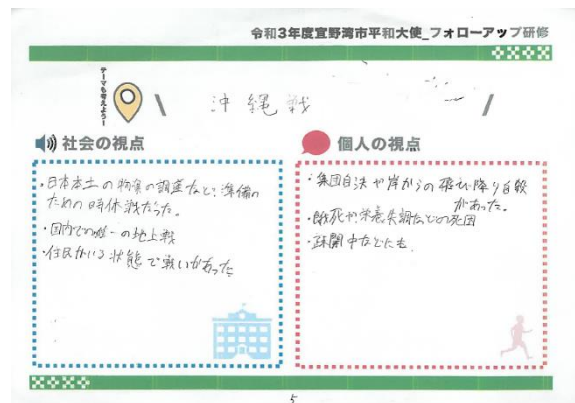 令和3年度宜野湾市平和大使_フォローアップ研修
テーマも考えよう！
\ 沖縄戦 /
社会の視点
・日本本土の物資の調査など、準備の
ための時休戦だった。
・国内での唯一の地上戦
・住民がいる状態で戦いがあった
個人の視点
・集団自決や岸からの飛び降り自殺
があった。
・餓死や栄養失調などの死因
・疎開中などにも、
5